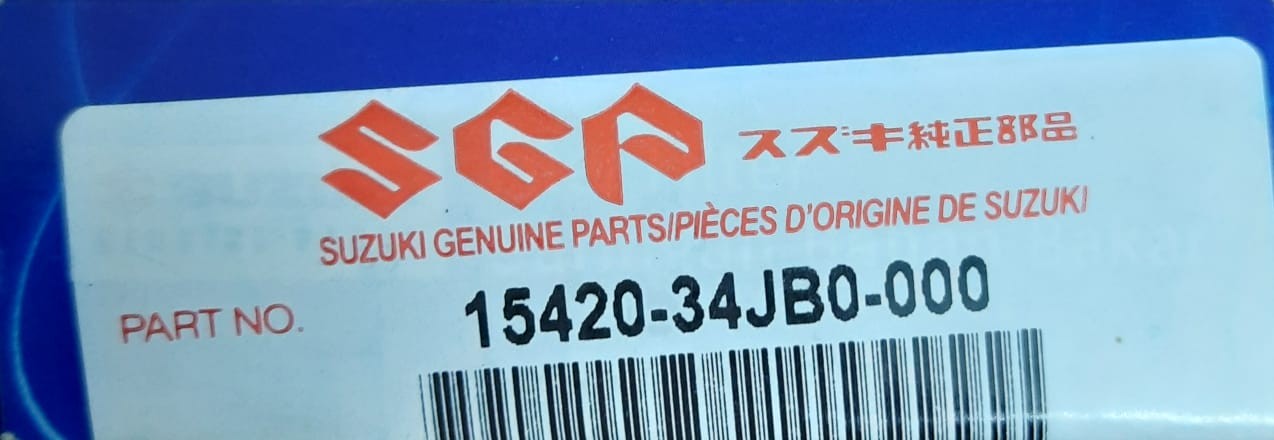 SGP スズキ純正部品
SUZUKI GENUINE PARTS/PIÈCES D'ORIGINE DE SUZUKI
PART NO. 15420-34JB0-000